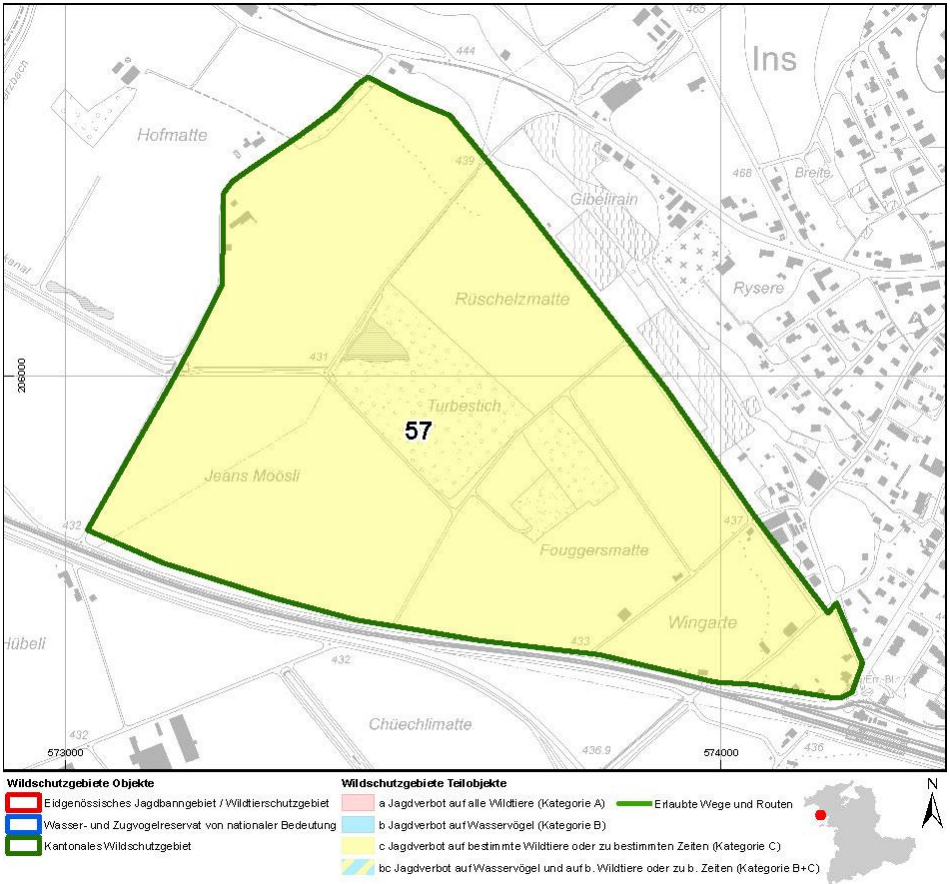 465
Ins
444
Hofmatte
439
468
Breite
Gibelirain
kanal
Rüschelzmatte
Rysere
206000
431
Turbestich
57
Jeans Moösli
432
437
Fouggersmatte
Wingarte
433
Hübeli
432
Err.-Bl.
Chüechlimatte
432
436.9
436
573000
574000
Wildschutzgebiete Objekte
Eidgenössisches Jagdbanngebiet / Wildtierschutzgebiet
Wasser- und Zugvogelreservat von nationaler Bedeutung
Kantonales Wildschutzgebiet
Wildschutzgebiete Teilobjekte
a Jagdverbot auf alle Wildtiere (Kategorie A)
b Jagdverbot auf Wasservögel (Kategorie B)
c Jagdverbot auf bestimmte Wildtiere oder zu bestimmten Zeiten (Kategorie C)
bc Jagdverbot auf Wasservögel und auf b. Wildtiere oder zu b. Zeiten (Kategorie B+C)
Erlaubte Wege und Routen
N